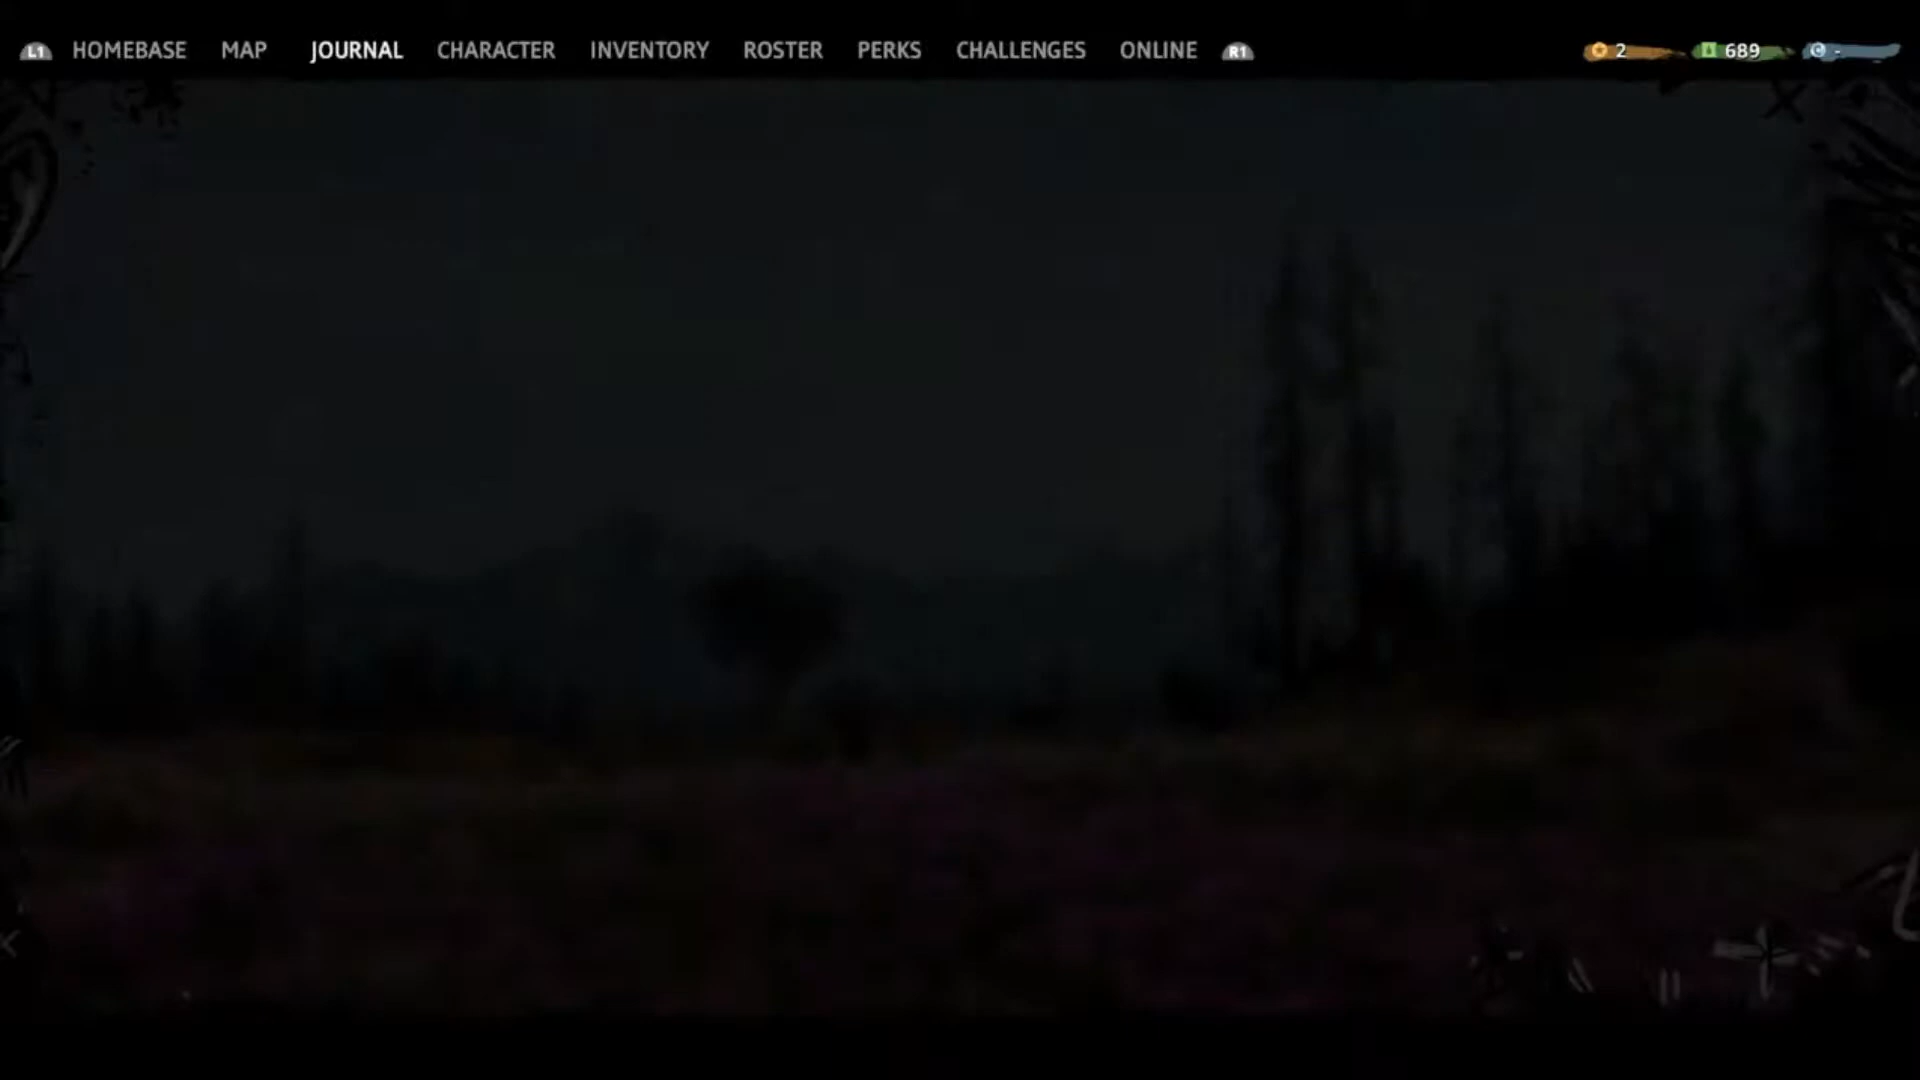 L1 HOMEBASE MAP JOURNAL CHARACTER INVENTORY ROSTER PERKS CHALLENGES ONLINE R1 2 689 C -